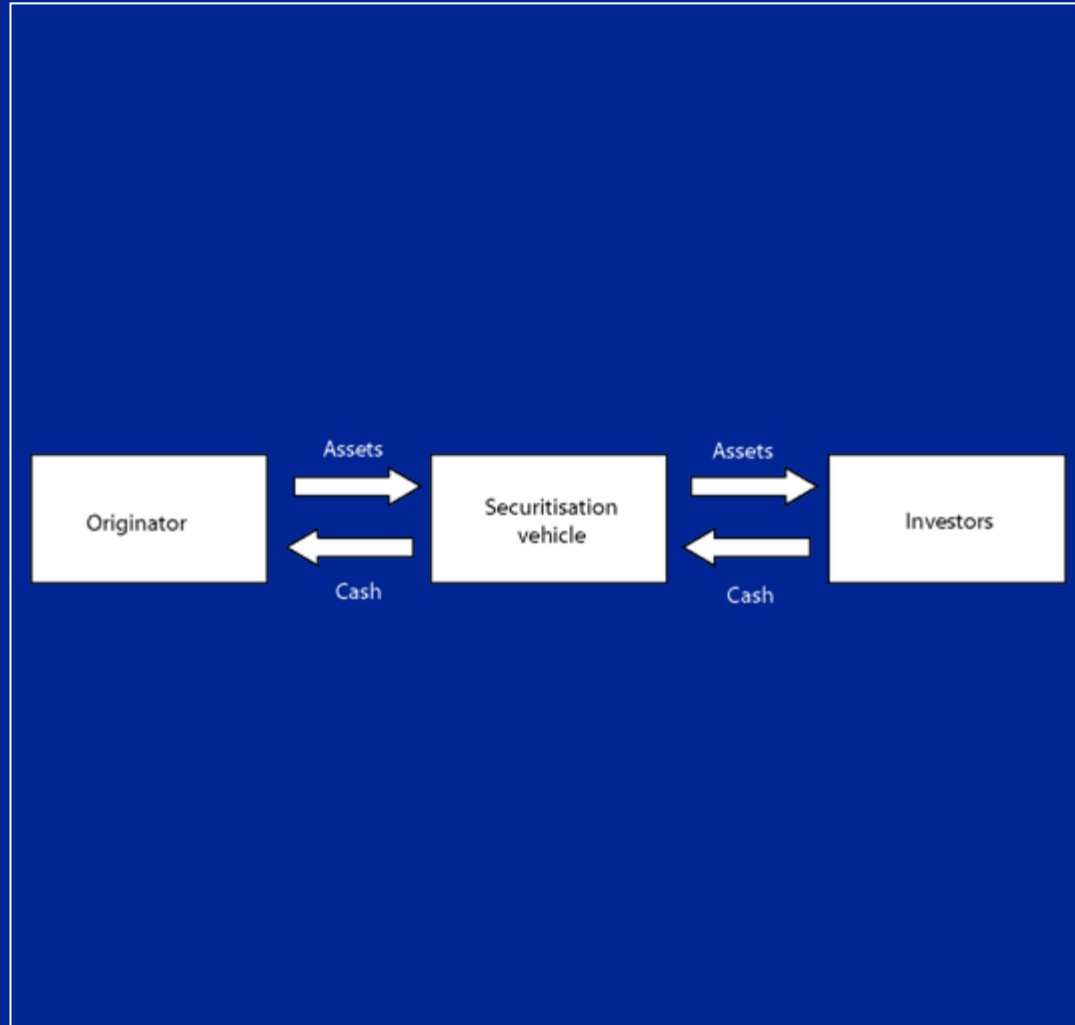 Assets
Assets
Originator
Securitisation
vehicle
Investors
Cash
Cash